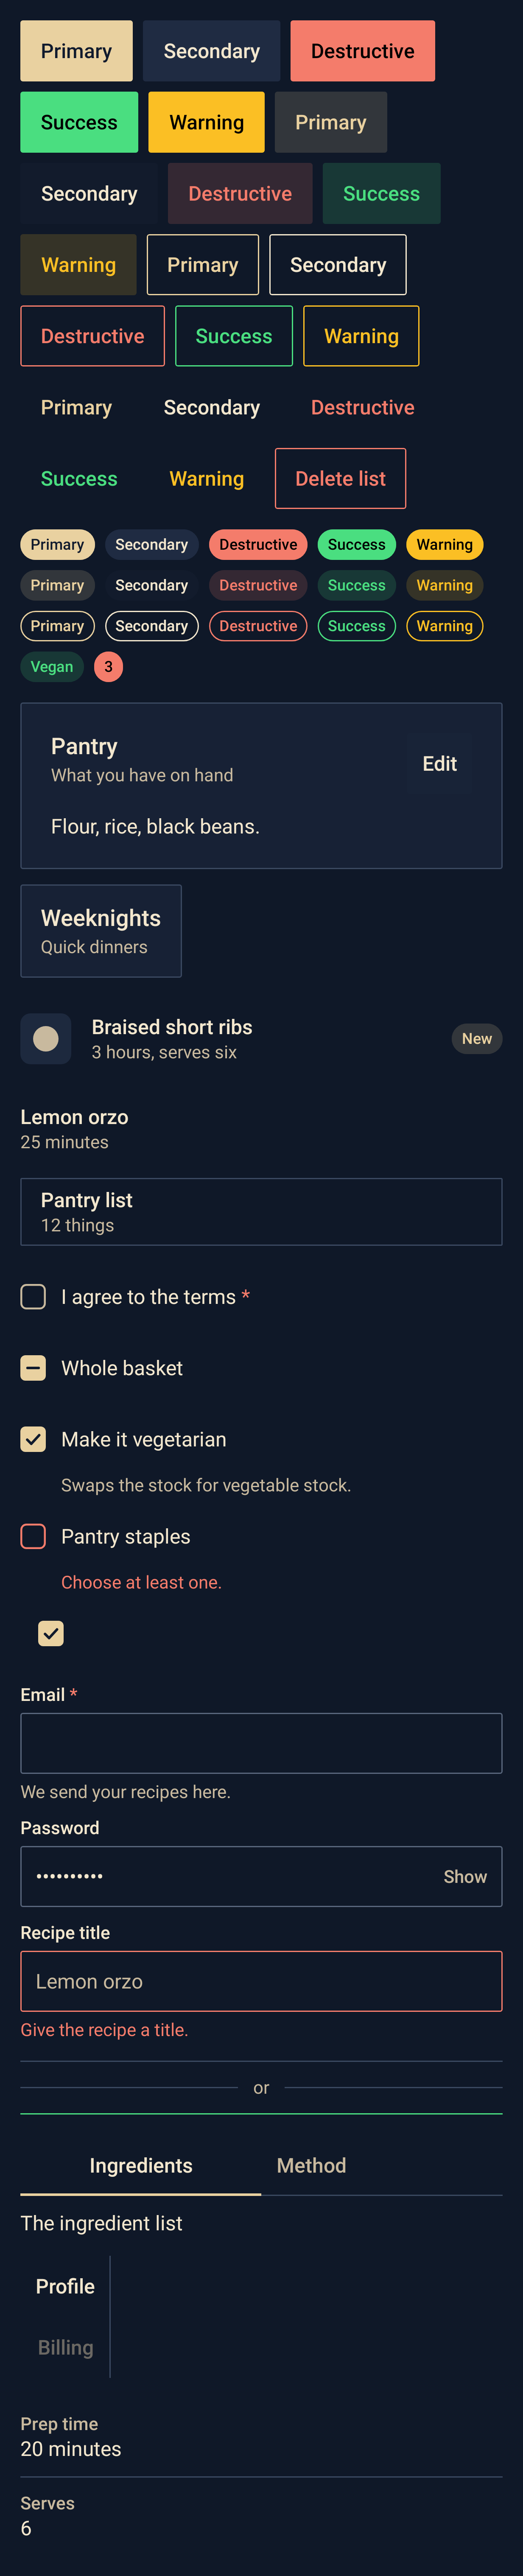 Primary Secondary Destructive
Success Warning Primary
Secondary Destructive Success
Warning Primary Secondary
Destructive Success Warning
Primary Secondary Destructive
Success Warning Delete list
Primary Secondary Destructive Success Warning
Primary Secondary Destructive Success Warning
Primary Secondary Destructive Success Warning
Vegan 3
Pantry
What you have on hand
Edit
Flour, rice, black beans.
Weeknights
Quick dinners
Braised short ribs
3 hours, serves six
New
Lemon orzo
25 minutes
Pantry list
12 things
I agree to the terms *
Whole basket
Make it vegetarian
Swaps the stock for vegetable stock.
Pantry staples
Choose at least one.
Email *
We send your recipes here.
Password
•••••••••• Show
Recipe title
Lemon orzo
Give the recipe a title.
or
Ingredients Method
The ingredient list
Profile
Billing
Prep time
20 minutes
Serves
6